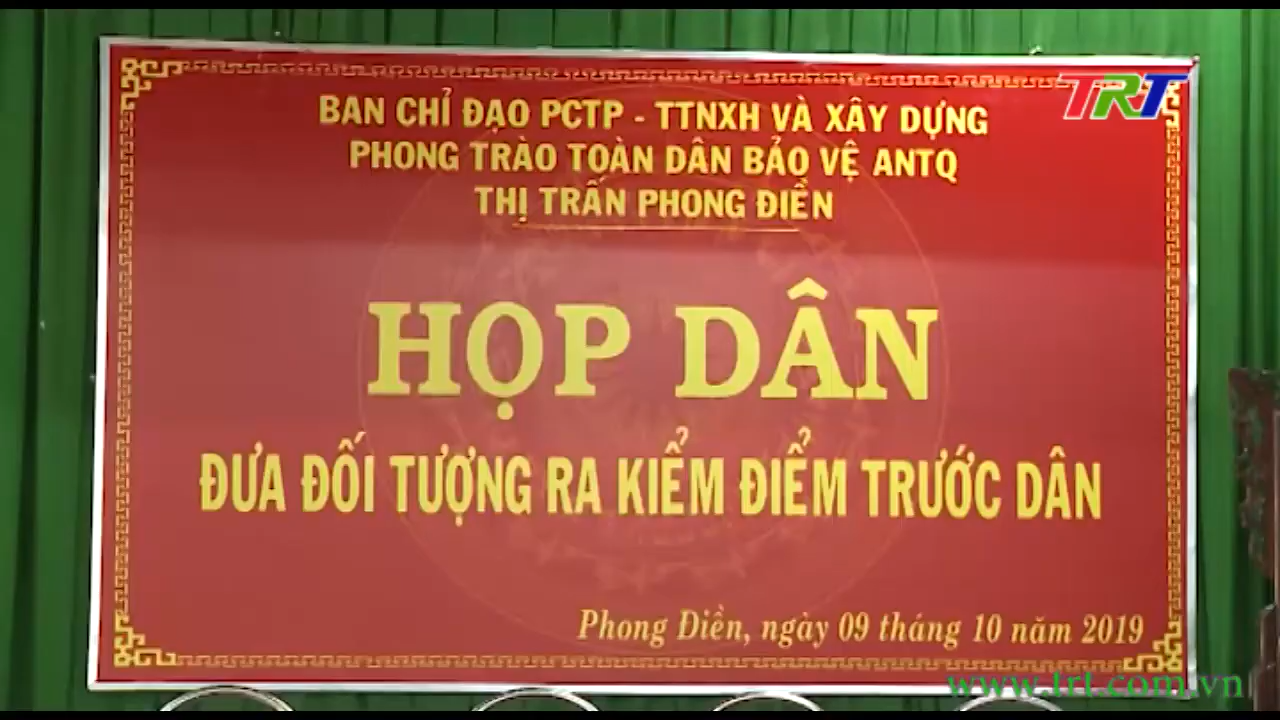 TRT
BAN CHỈ ĐẠO PCTP - TTNXH VÀ XÂY DỰNG
PHONG TRÀO TOÀN DÂN BẢO VỆ ANTQ
THỊ TRẤN PHONG ĐIỀN
HỌP DÂN
ĐƯA ĐỐI TƯỢNG RA KIỂM ĐIỂM TRƯỚC DÂN
Phong Điền, ngày 09 tháng 10 năm 2019
www.trt.com.vn